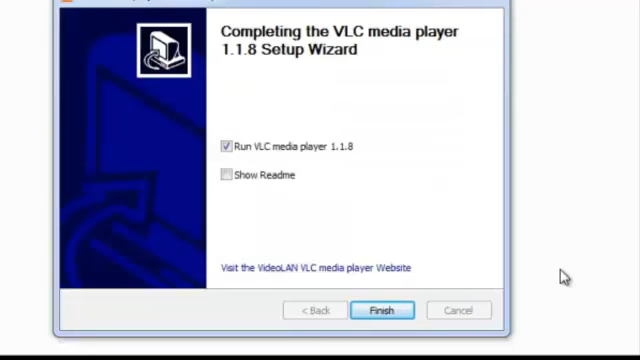 Completing the VLC media player
1.1.8 Setup Wizard
Run VLC media player 1.1.8
Show Readme
Visit the VideoLAN VLC media player Website
< Back
Finish
Cancel